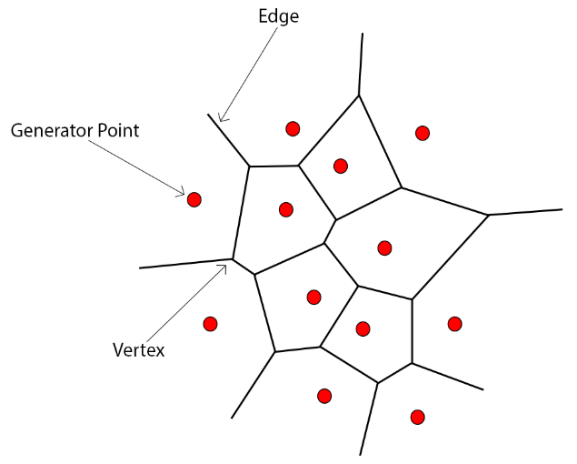 Edge
Generator Point
Vertex